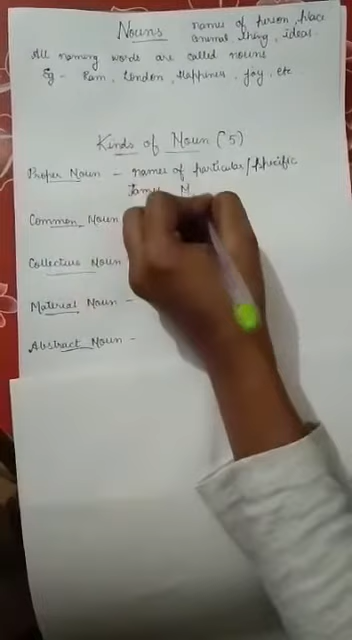 Nouns names of person, place
animal, thing, ideas.
All naming words are called nouns
Eg - Ram, London, Happiness, joy, etc
Kinds of Noun (5)
Proper Noun - names of particular/specific
M
Common Noun
Collective Noun
Material Noun -
Abstract Noun -